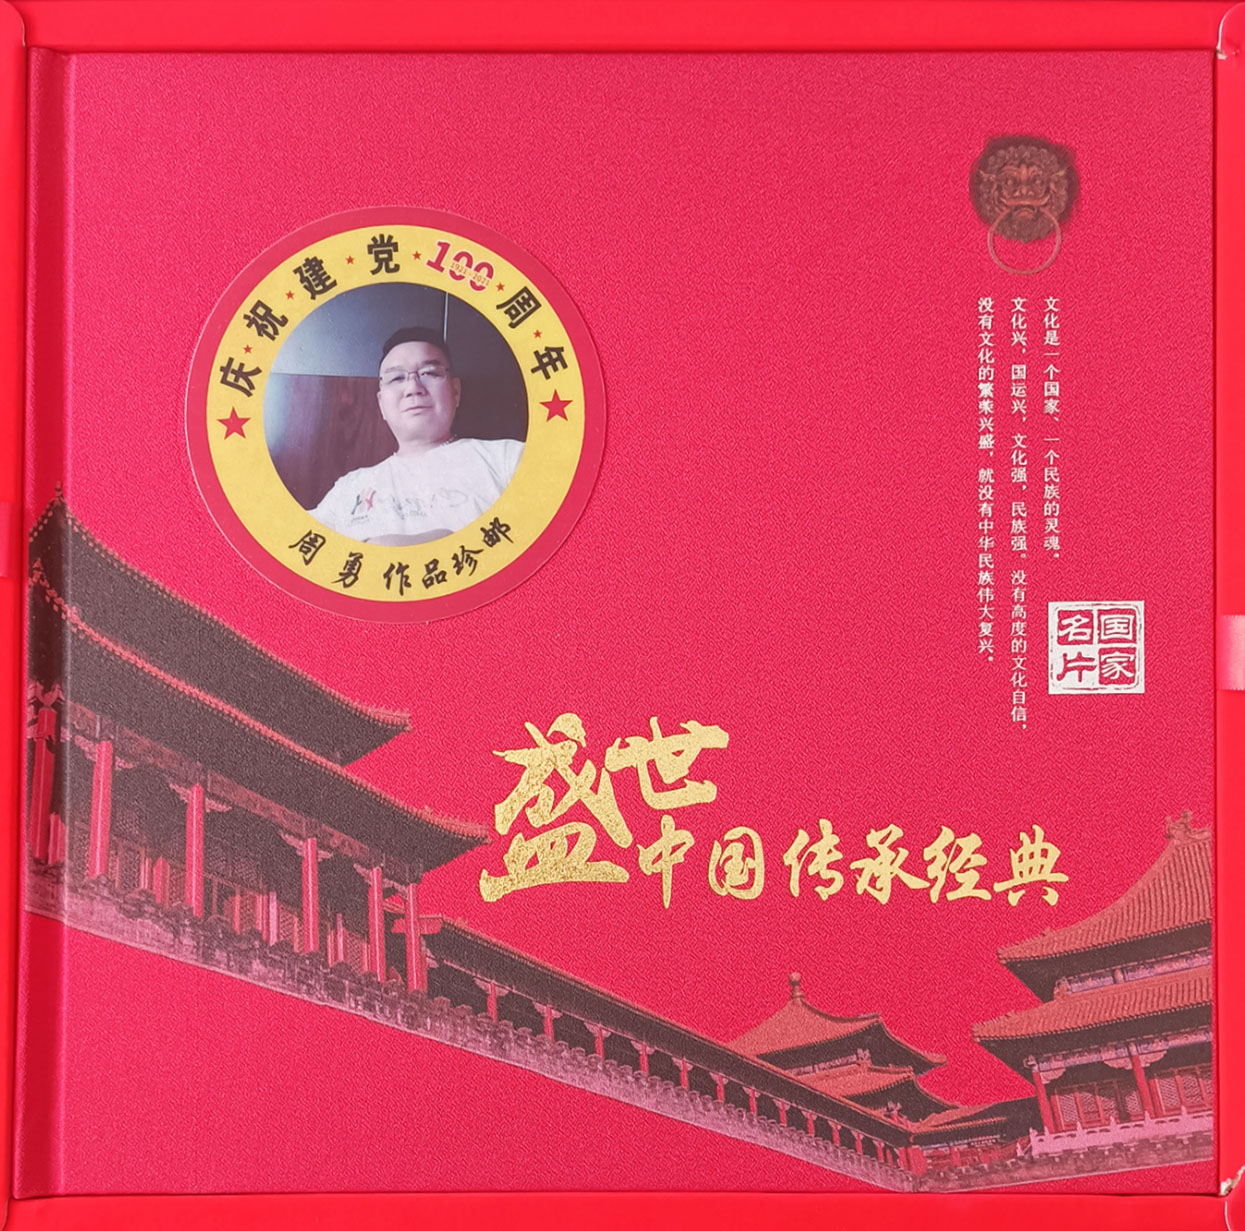 庆祝建党100周年
1921-2021
周勇作品珍邮
文化是一个国家、一个民族的灵魂。
文化兴,国运兴,文化强,民族强。没有高度的文化自信,
没有文化的繁荣兴盛,就没有中华民族伟大复兴。
国家
名片
盛世
中国传承经典